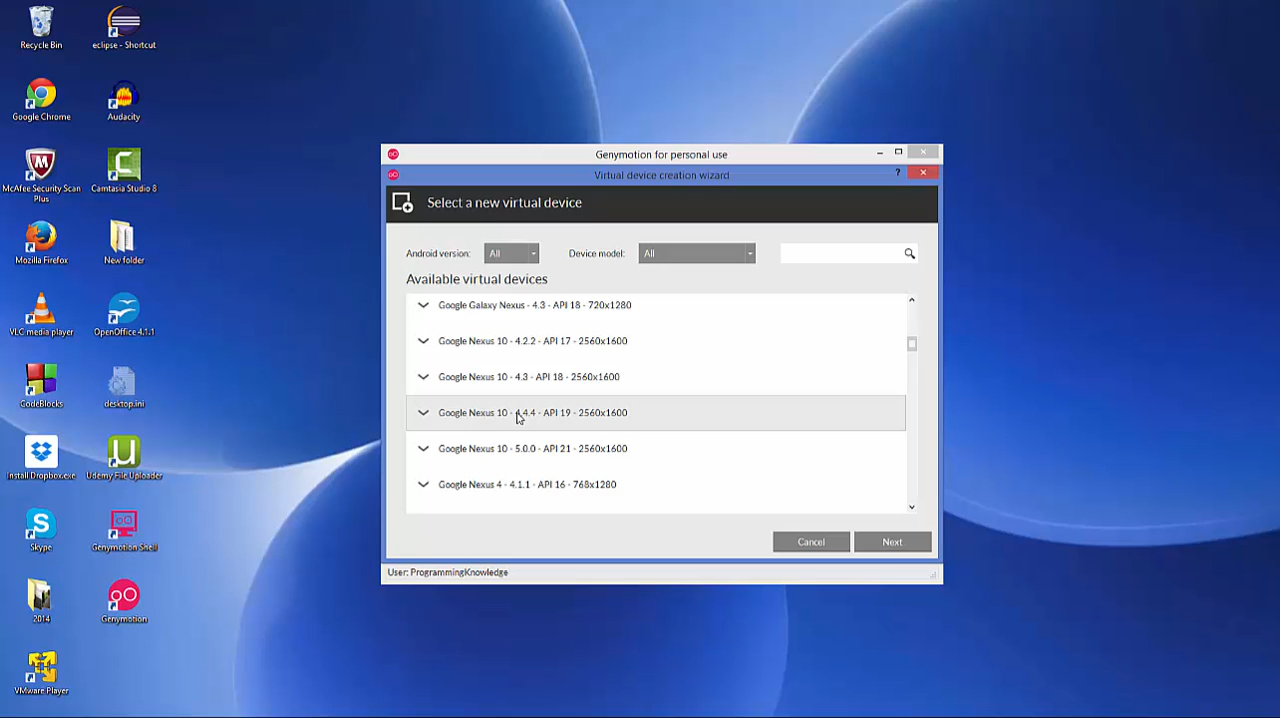 Recycle Bin
eclipse - Shortcut
Google Chrome
Audacity
McAfee Security Scan
Plus
Camtasia Studio 8
Mozilla Firefox
New folder
VLC media player
OpenOffice 4.1.1
CodeBlocks
desktop.ini
Install Dropbox.exe
Udemy File Uploader
Skype
Genymotion Shell
2014
Genymotion
VMware Player
Genymotion for personal use
Virtual device creation wizard
?
Select a new virtual device
Android version: All Device model: All
Available virtual devices
Google Galaxy Nexus - 4.3 - API 18 - 720x1280
Google Nexus 10 - 4.2.2 - API 17 - 2560x1600
Google Nexus 10 - 4.3 - API 18 - 2560x1600
Google Nexus 10 - 4.4.4 - API 19 - 2560x1600
Google Nexus 10 - 5.0.0 - API 21 - 2560x1600
Google Nexus 4 - 4.1.1 - API 16 - 768x1280
Cancel Next
User: ProgrammingKnowledge